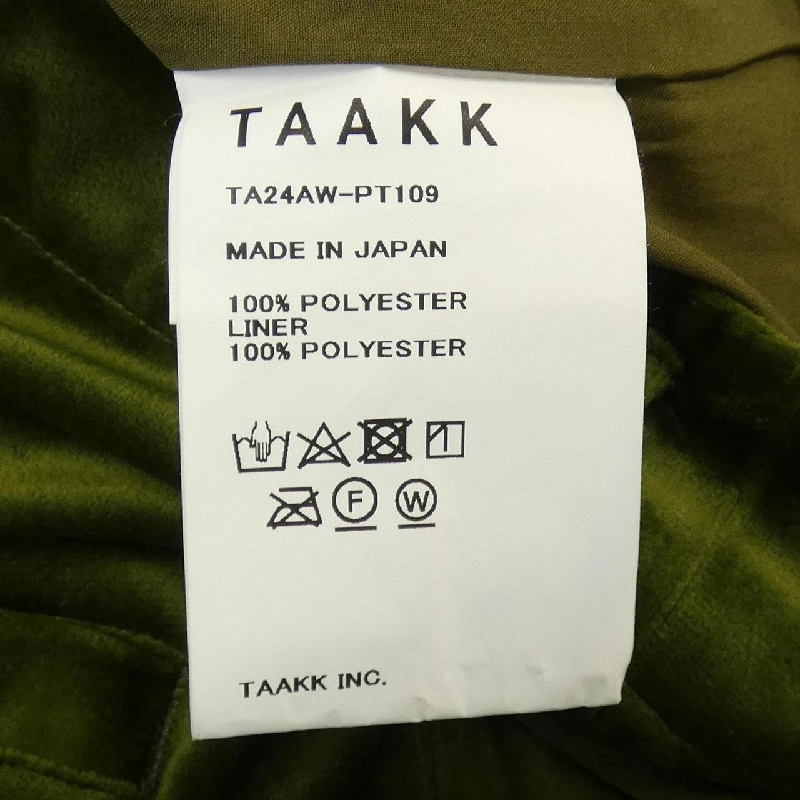 TAAKK
TA24AW-PT109
MADE IN JAPAN
100% POLYESTER
LINER
100% POLYESTER
F W
TAAKK INC.